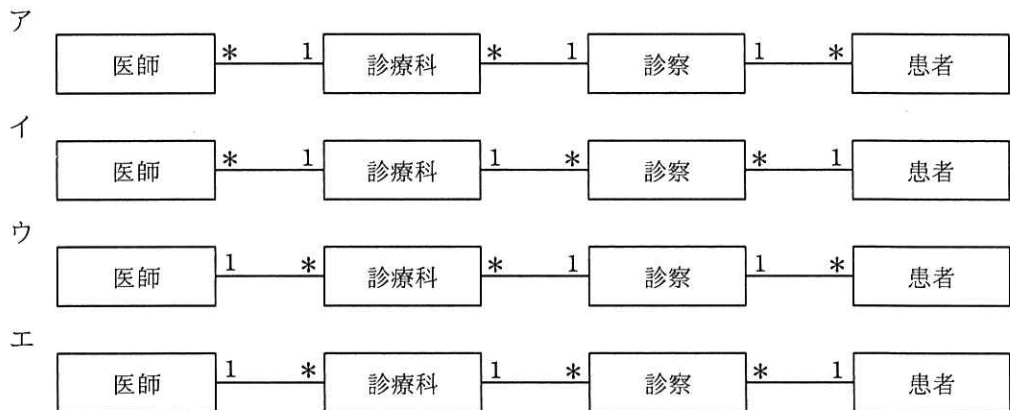 ア
医師 * 1 診療科 * 1 診察 1 * 患者
イ
医師 * 1 診療科 1 * 診察 * 1 患者
ウ
医師 1 * 診療科 * 1 診察 1 * 患者
エ
医師 1 * 診療科 1 * 診察 * 1 患者